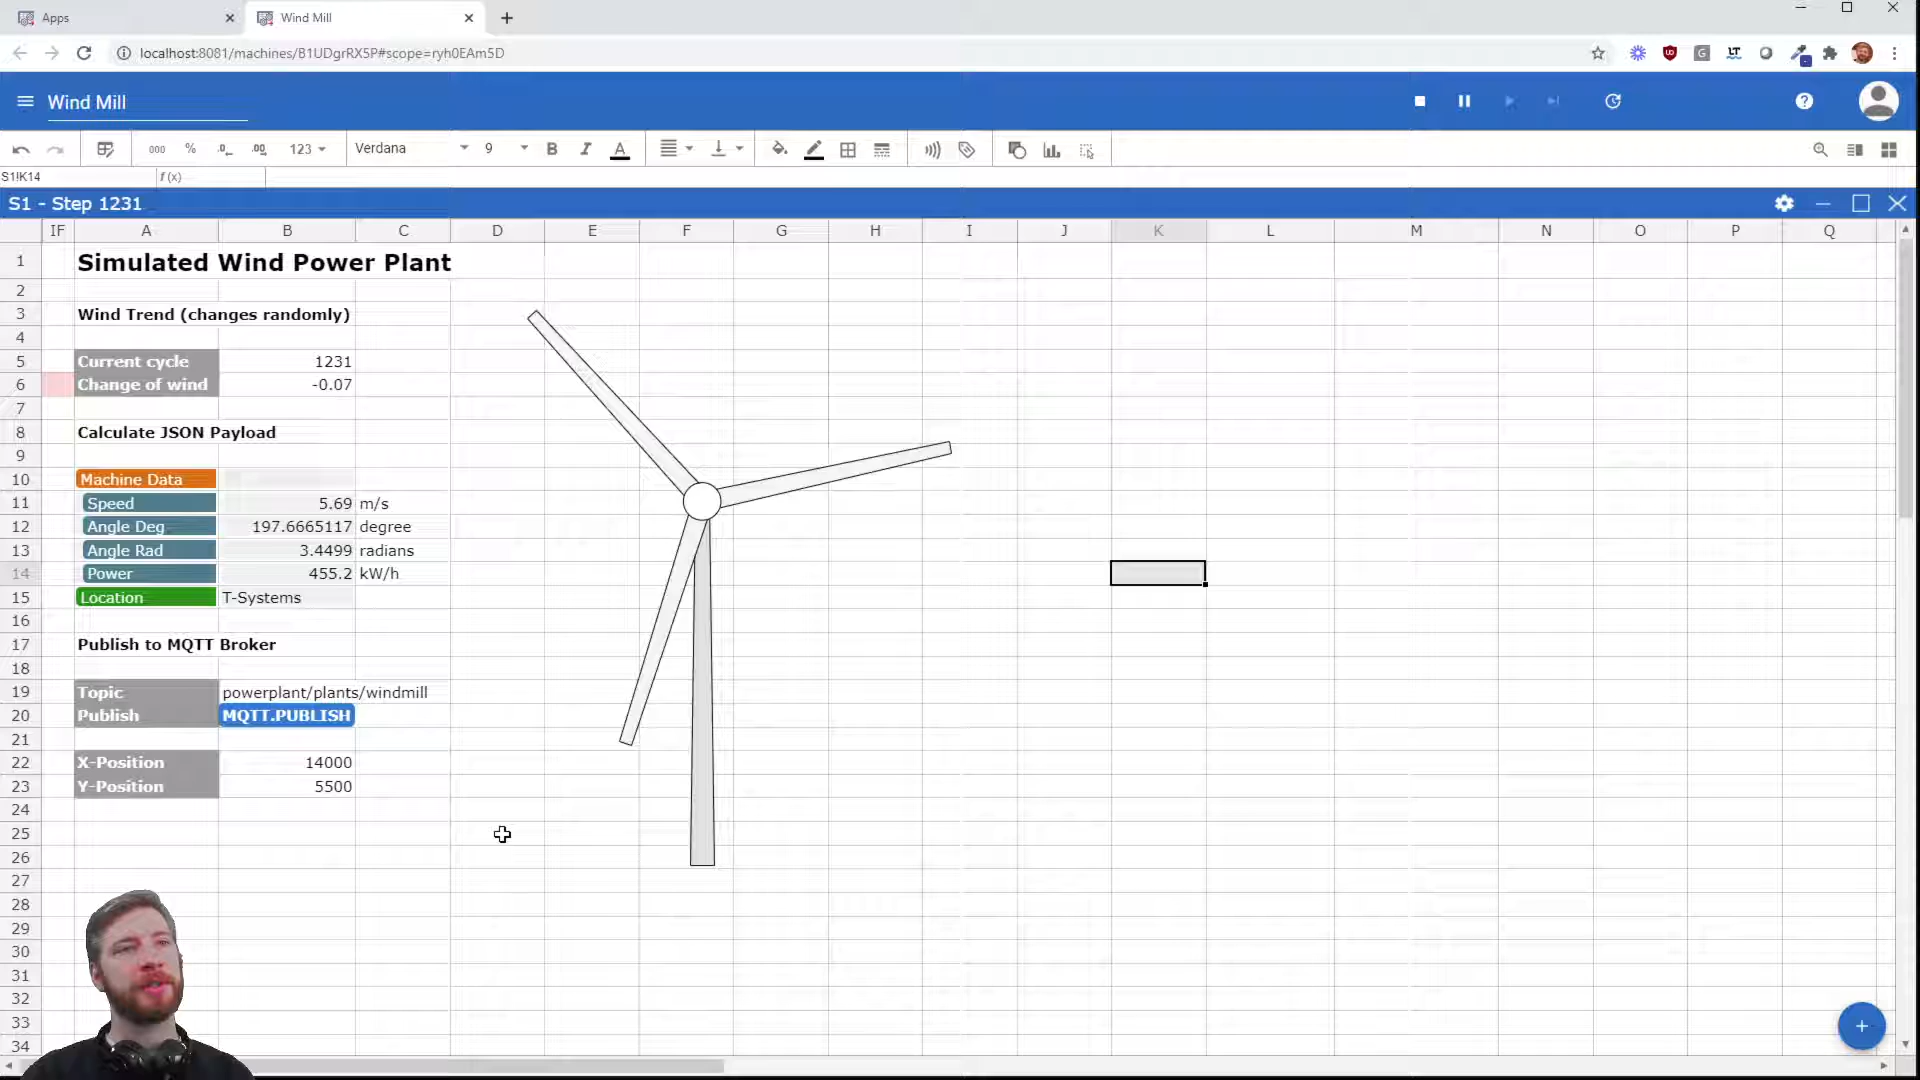 Apps
Wind Mill
localhost:8081/machines/B1UDgrRX5P#scope=ryh0EAm5D
Wind Mill
000 % .0 .00 123 Verdana 9 B I A
S1!K14 f (x)
S1 - Step 1231
IF A B C D E F G H I J K L M N O P Q
1 Simulated Wind Power Plant
2
3 Wind Trend (changes randomly)
4
5 Current cycle 1231
6 Change of wind -0.07
7
8 Calculate JSON Payload
9
10 Machine Data
11 Speed 5.69 m/s
12 Angle Deg 197.6665117 degree
13 Angle Rad 3.4499 radians
14 Power 455.2 kW/h
15 Location T-Systems
16
17 Publish to MQTT Broker
18
19 Topic powerplant/plants/windmill
20 Publish MQTT.PUBLISH
21
22 X-Position 14000
23 Y-Position 5500
24
25
26
27
28
29
30
31
32
33
34